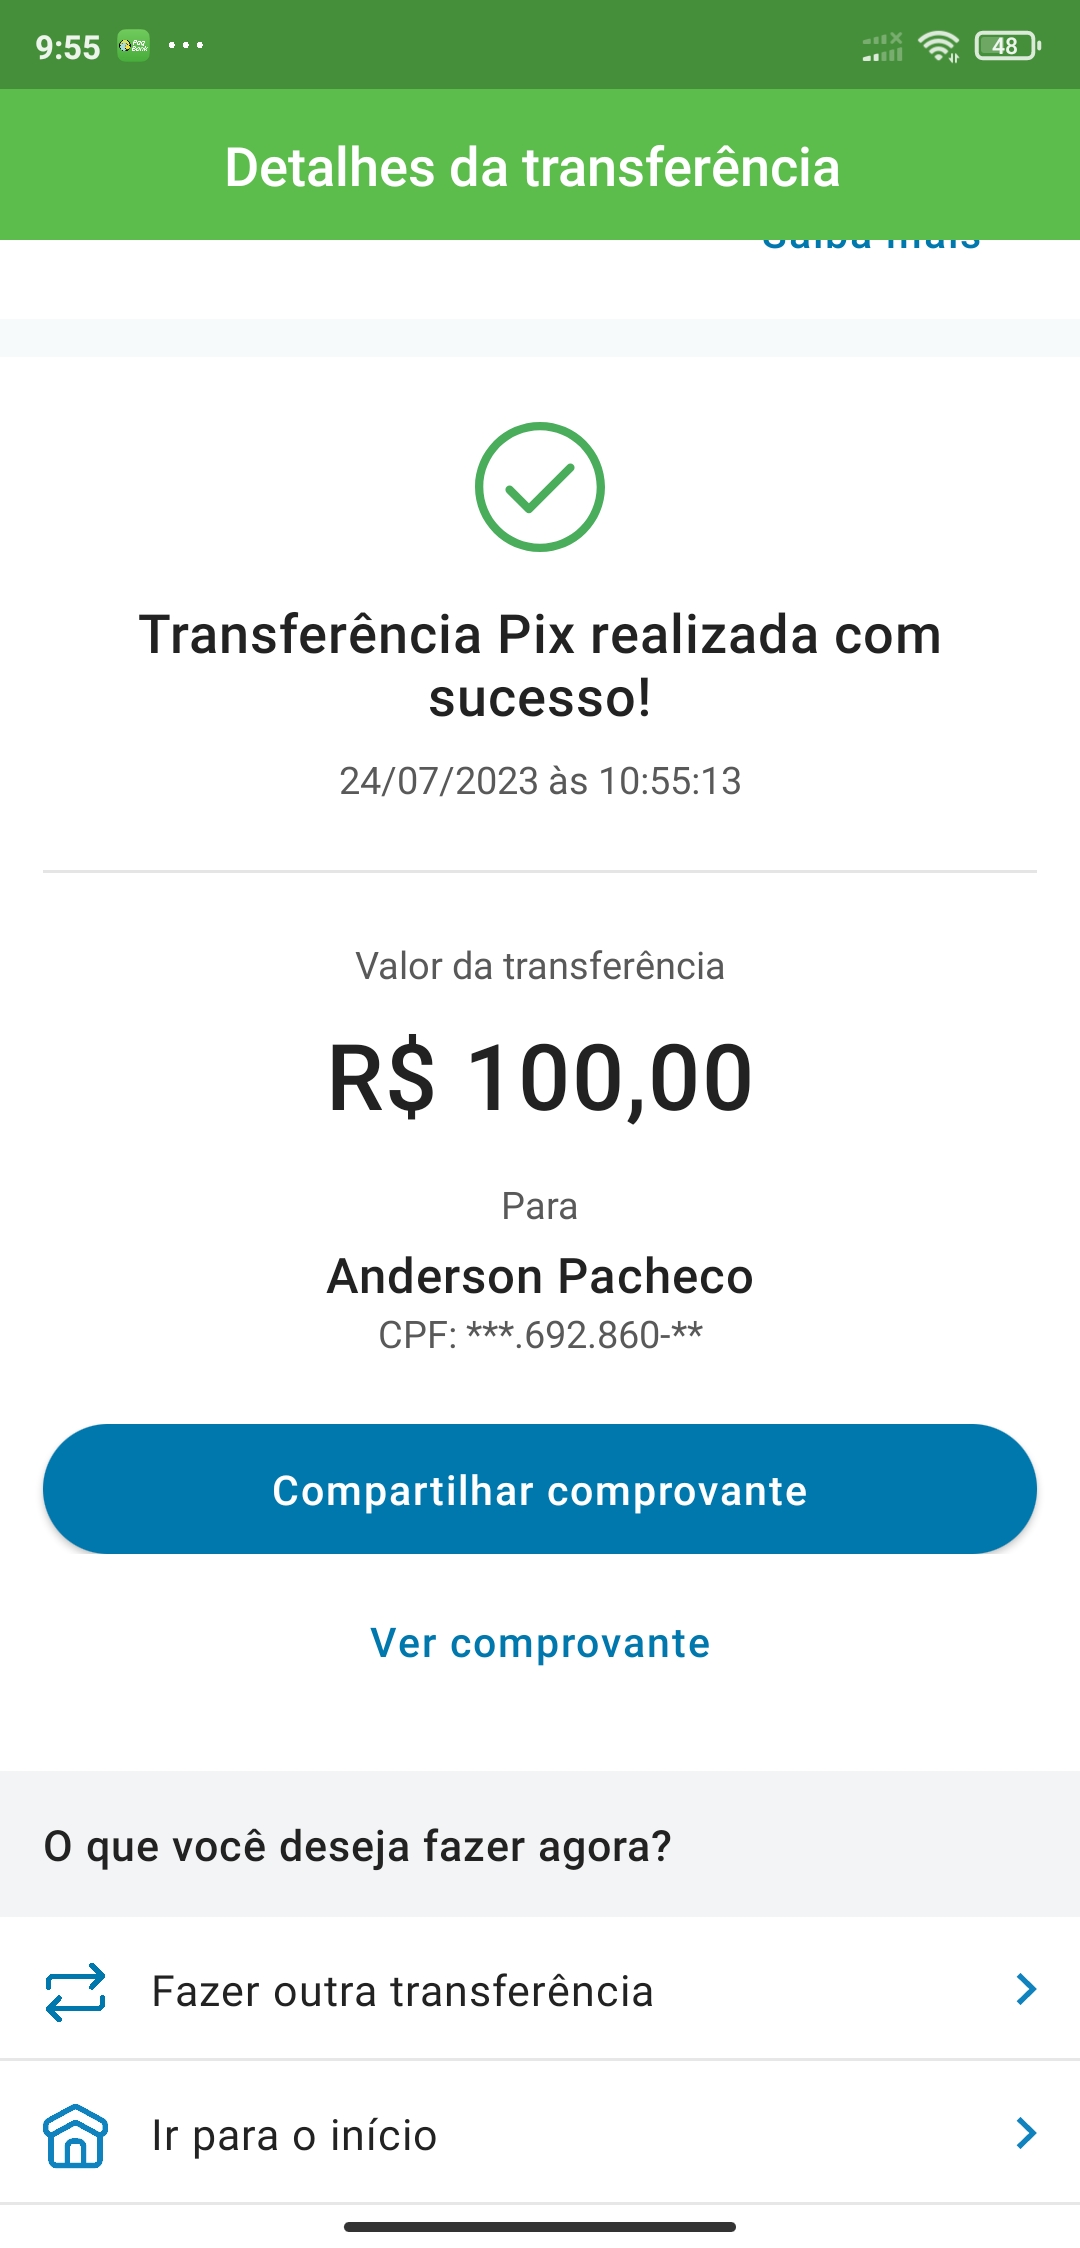 9:55
48
Detalhes da transferência
Saiba mais
Transferência Pix realizada com
sucesso!
24/07/2023 às 10:55:13
Valor da transferência
R$ 100,00
Para
Anderson Pacheco
CPF: ***.692.860-**
Compartilhar comprovante
Ver comprovante
O que você deseja fazer agora?
Fazer outra transferência
Ir para o início